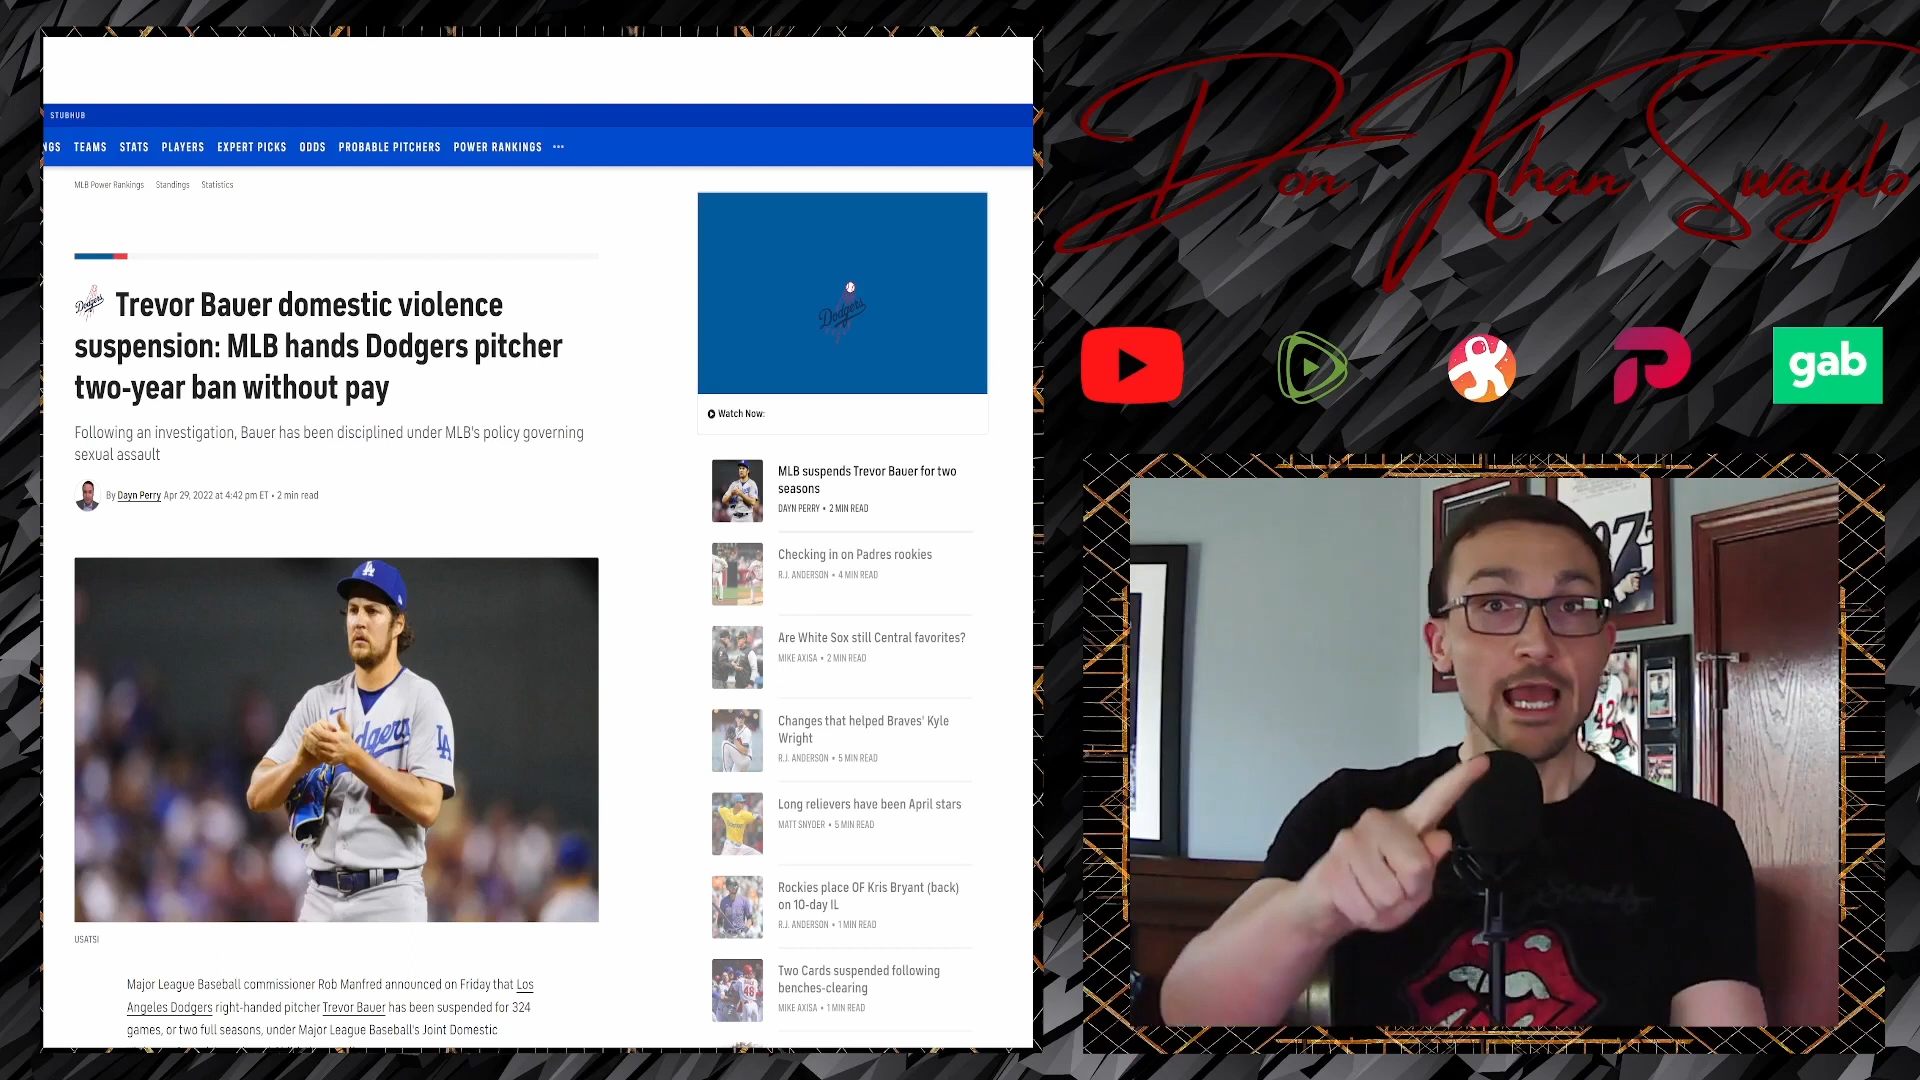 STUBHUB
NGS TEAMS STATS PLAYERS EXPERT PICKS ODDS PROBABLE PITCHERS POWER RANKINGS ...
MLB Power Rankings Standings Statistics
Dodgers
Trevor Bauer domestic violence
suspension: MLB hands Dodgers pitcher
two-year ban without pay
Following an investigation, Bauer has been disciplined under MLB's policy governing
sexual assault
By Dayn Perry Apr 29, 2022 at 4:42 pm ET • 2 min read
Dodgers
LA
USATSI
Major League Baseball commissioner Rob Manfred announced on Friday that Los
Angeles Dodgers right-handed pitcher Trevor Bauer has been suspended for 324
games, or two full seasons, under Major League Baseball's Joint Domestic
Dodgers
Watch Now:
MLB suspends Trevor Bauer for two
seasons
DAYN PERRY • 2 MIN READ
Checking in on Padres rookies
R.J. ANDERSON • 4 MIN READ
Are White Sox still Central favorites?
MIKE AXISA • 2 MIN READ
Changes that helped Braves' Kyle
Wright
R.J. ANDERSON • 5 MIN READ
Long relievers have been April stars
MATT SNYDER • 5 MIN READ
Rockies place OF Kris Bryant (back)
on 10-day IL
R.J. ANDERSON • 1 MIN READ
Two Cards suspended following
benches-clearing
MIKE AXISA • 1 MIN READ
48
Don Khan Swaylo
gab
42